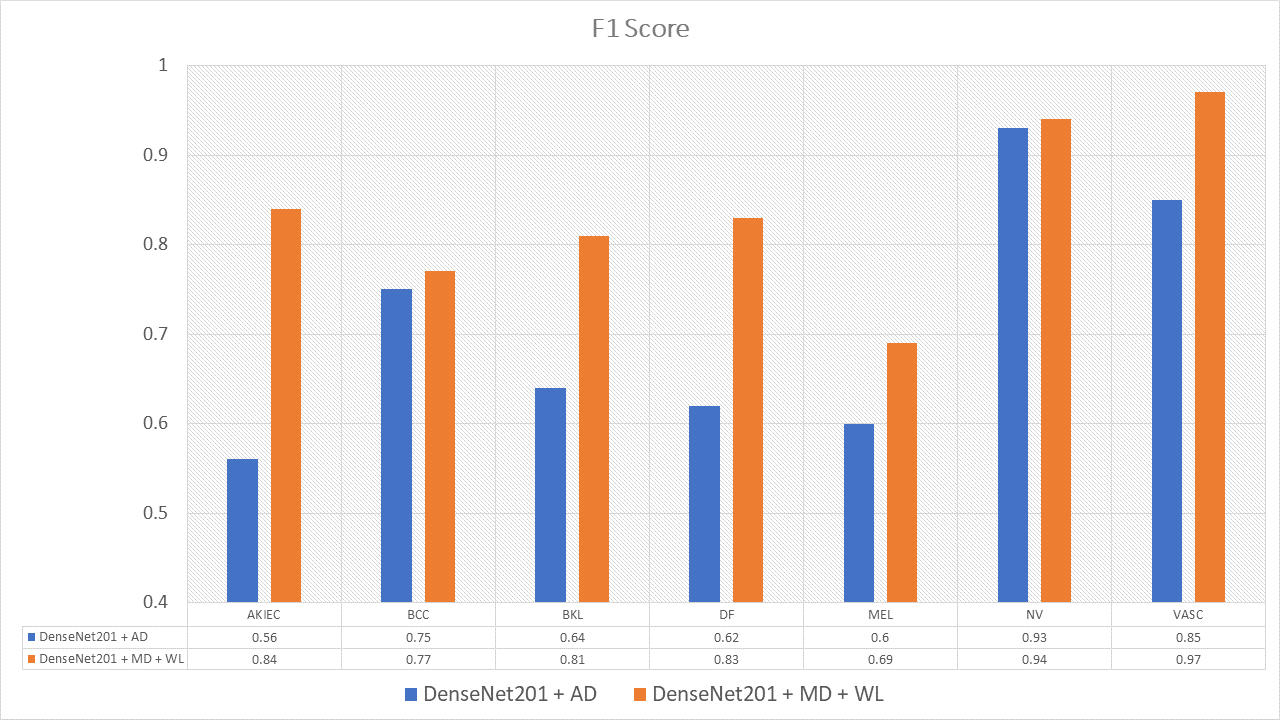 F1 Score
1
0.9
0.8
0.7
0.6
0.5
0.4
AKIEC BCC BKL DF MEL NV VASC
DenseNet201 + AD 0.56 0.75 0.64 0.62 0.6 0.93 0.85
DenseNet201 + MD + WL 0.84 0.77 0.81 0.83 0.69 0.94 0.97
DenseNet201 + AD DenseNet201 + MD + WL